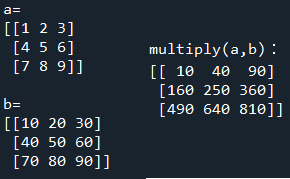 a=
[[1 2 3]
 [4 5 6]
 [7 8 9]]
b=
[[10 20 30]
 [40 50 60]
 [70 80 90]]
multiply(a,b)：
[[ 10  40  90]
 [160 250 360]
 [490 640 810]]